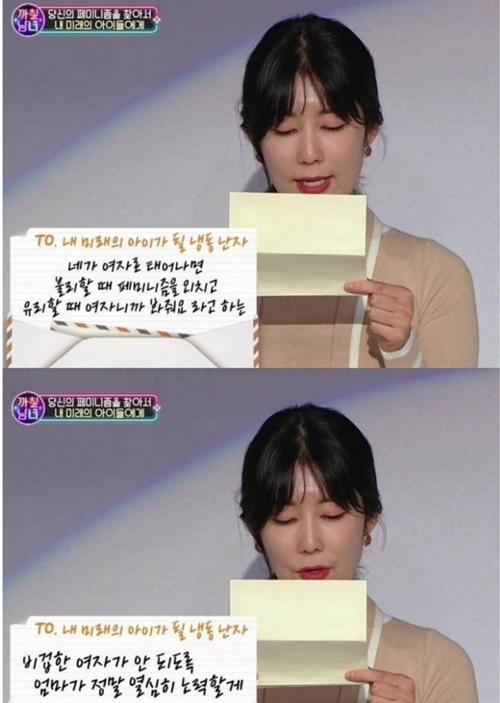 까칠
남녀
당신의 페미니즘을 찾아서
내 미래의 아이들에게
TO. 내 미래의 아이가 될 냉동 난자
네가 여자로 태어나면
불리할 때 페미니즘을 외치고
유리할 때 여자니까 봐줘요 라고 하는
까칠
남녀
당신의 페미니즘을 찾아서
내 미래의 아이들에게
TO. 내 미래의 아이가 될 냉동 난자
비겁한 여자가 안 되도록
엄마가 정말 열심히 노력할게